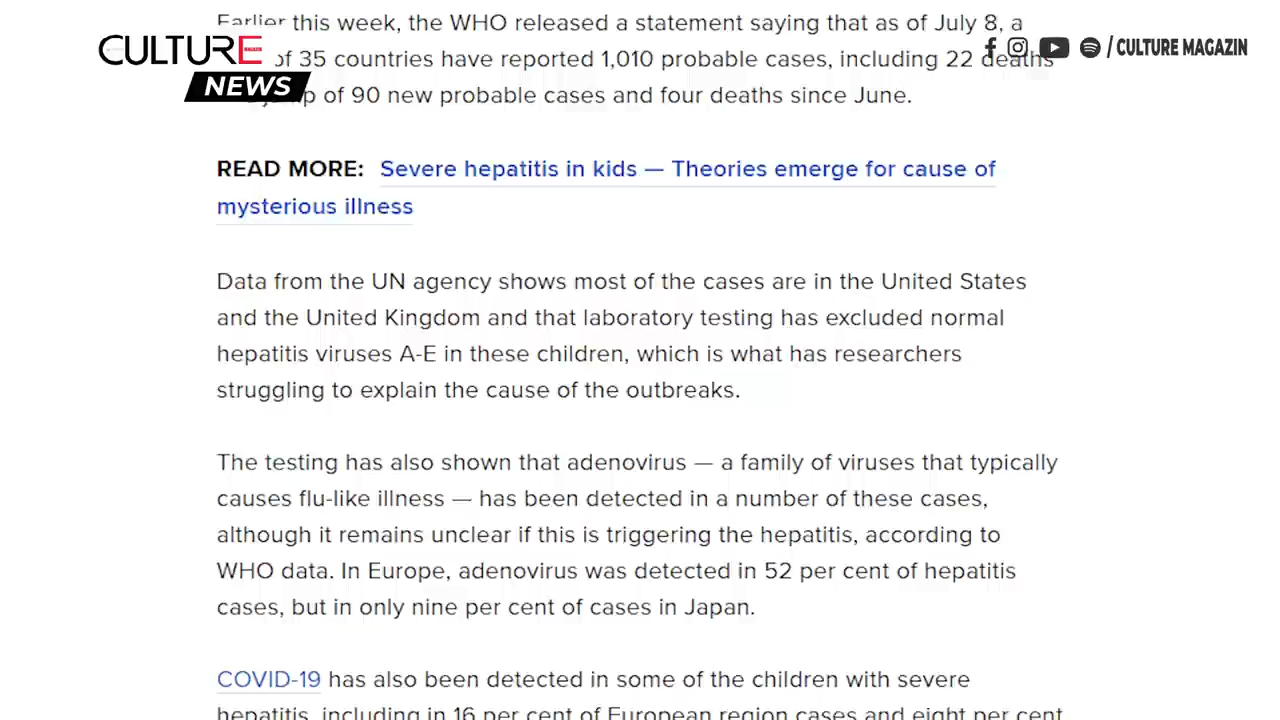 Earlier this week, the WHO released a statement saying that as of July 8, a
CULTURE
NEWS
/ CULTURE MAGAZIN
of 35 countries have reported 1,010 probable cases, including 22 deaths
of 90 new probable cases and four deaths since June.
READ MORE: Severe hepatitis in kids — Theories emerge for cause of
mysterious illness
Data from the UN agency shows most of the cases are in the United States
and the United Kingdom and that laboratory testing has excluded normal
hepatitis viruses A-E in these children, which is what has researchers
struggling to explain the cause of the outbreaks.
The testing has also shown that adenovirus — a family of viruses that typically
causes flu-like illness — has been detected in a number of these cases,
although it remains unclear if this is triggering the hepatitis, according to
WHO data. In Europe, adenovirus was detected in 52 per cent of hepatitis
cases, but in only nine per cent of cases in Japan.
COVID-19 has also been detected in some of the children with severe
hepatitis, including in 16 per cent of European region cases and eight per cent